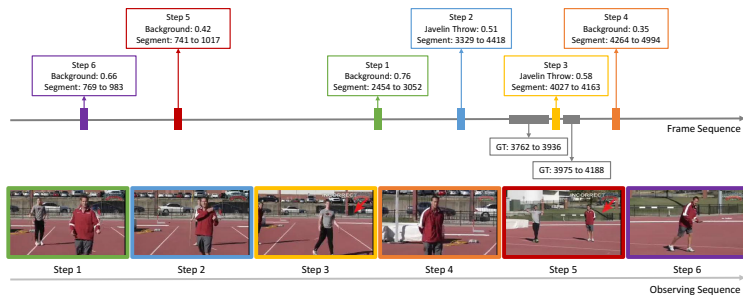 Step 5
Background: 0.42
Segment: 741 to 1017
Step 2
Javelin Throw: 0.51
Segment: 3329 to 4418
Step 4
Background: 0.35
Segment: 4264 to 4994
Step 6
Background: 0.66
Segment: 769 to 983
Step 1
Background: 0.76
Segment: 2454 to 3052
Step 3
Javelin Throw: 0.58
Segment: 4027 to 4163
Frame Sequence
GT: 3762 to 3936
GT: 3975 to 4188
INCORRECT
INCORRECT
Step 1
Step 2
Step 3
Step 4
Step 5
Step 6
Observing Sequence